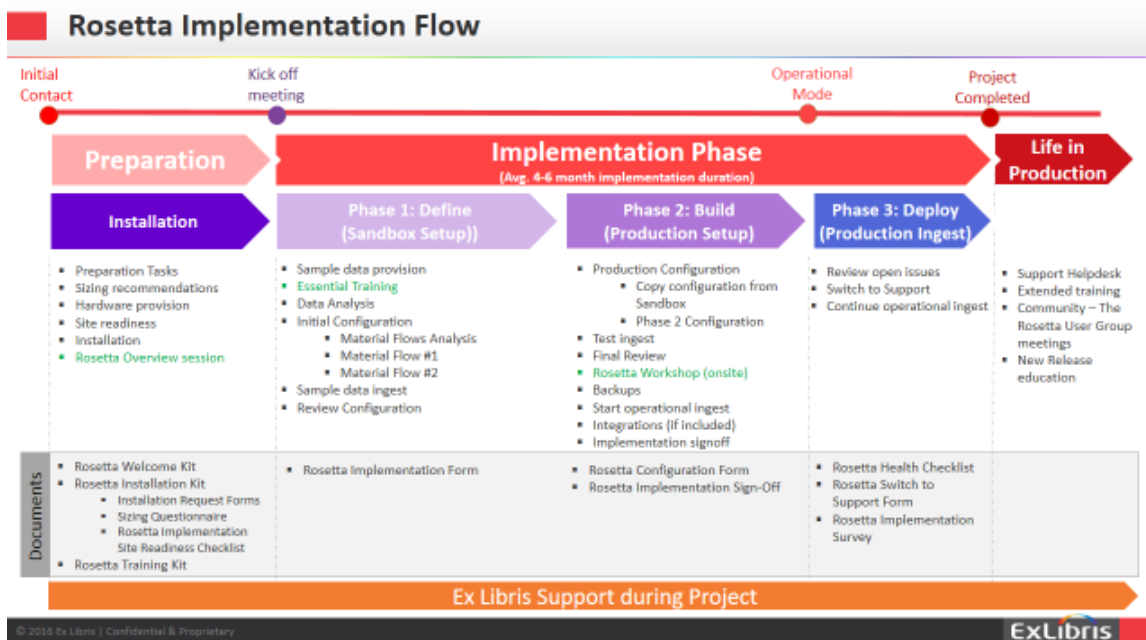 Rosetta Implementation Flow
Initial
Contact
Kick off
meeting
Operational
Mode
Project
Completed
Preparation
Implementation Phase
(Avg. 4-6 month implementation duration)
Life in
Production
Installation
Phase 1: Define
(Sandbox Setup))
Phase 2: Build
(Production Setup)
Phase 3: Deploy
(Production Ingest)
▪ Preparation Tasks
▪ Sizing recommendations
▪ Hardware provision
▪ Site readiness
▪ Installation
▪ Rosetta Overview session
▪ Sample data provision
▪ Essential Training
▪ Data Analysis
▪ Initial Configuration
▪ Material Flows Analysis
▪ Material Flow #1
▪ Material Flow #2
▪ Sample data ingest
▪ Review Configuration
▪ Production Configuration
▪ Copy configuration from
Sandbox
▪ Phase 2 Configuration
▪ Test ingest
▪ Final Review
▪ Rosetta Workshop (onsite)
▪ Backups
▪ Start operational ingest
▪ Integrations (if included)
▪ Implementation signoff
▪ Review open issues
▪ Switch to Support
▪ Continue operational ingest
▪ Support Helpdesk
▪ Extended training
▪ Community – The
Rosetta User Group
meetings
▪ New Release
education
Documents
▪ Rosetta Welcome Kit
▪ Rosetta Installation Kit
▪ Installation Request Forms
▪ Sizing Questionnaire
▪ Rosetta Implementation
Site Readiness Checklist
▪ Rosetta Training Kit
▪ Rosetta Implementation Form
▪ Rosetta Configuration Form
▪ Rosetta Implementation Sign-Off
▪ Rosetta Health Checklist
▪ Rosetta Switch to
Support Form
▪ Rosetta Implementation
Survey
Ex Libris Support during Project
© 2016 Ex Libris | Confidential & Proprietary
ExLibris